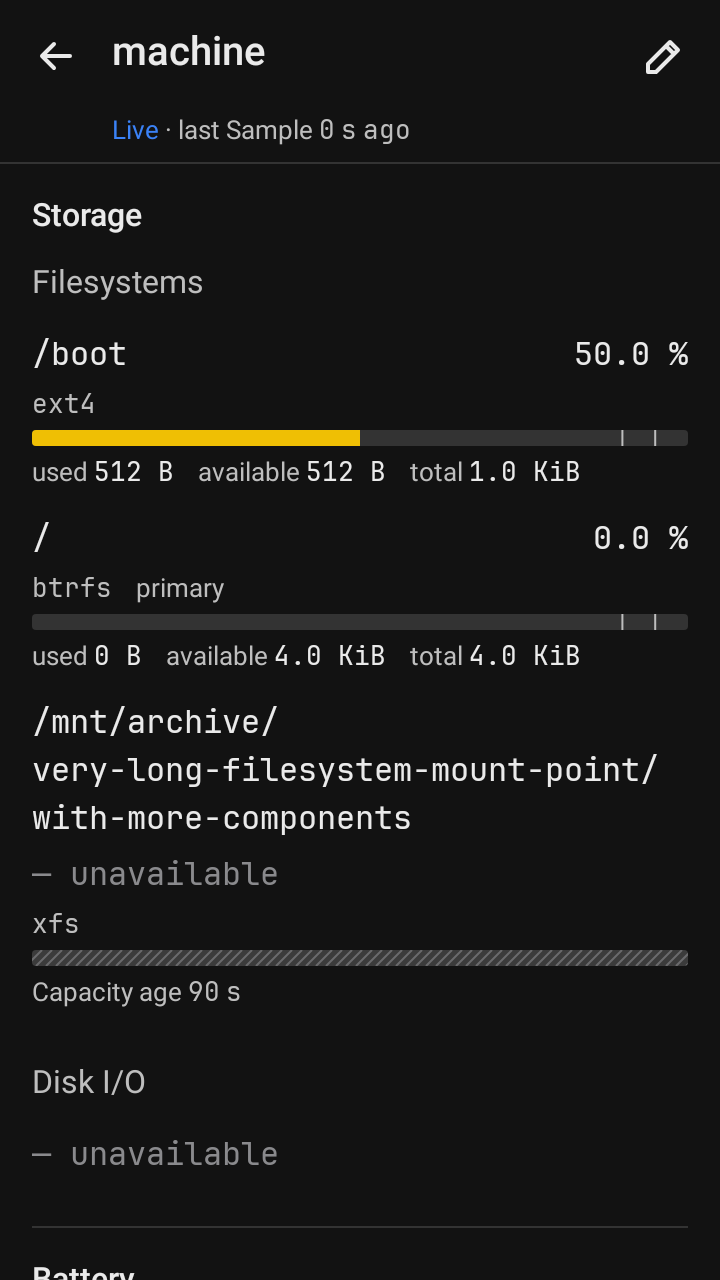 machine
Live · last Sample 0 s ago
Storage
Filesystems
/boot 50.0 %
ext4
used 512 B available 512 B total 1.0 KiB
/ 0.0 %
btrfs primary
used 0 B available 4.0 KiB total 4.0 KiB
/mnt/archive/
very-long-filesystem-mount-point/
with-more-components
— unavailable
xfs
Capacity age 90 s
Disk I/O
— unavailable
Battery